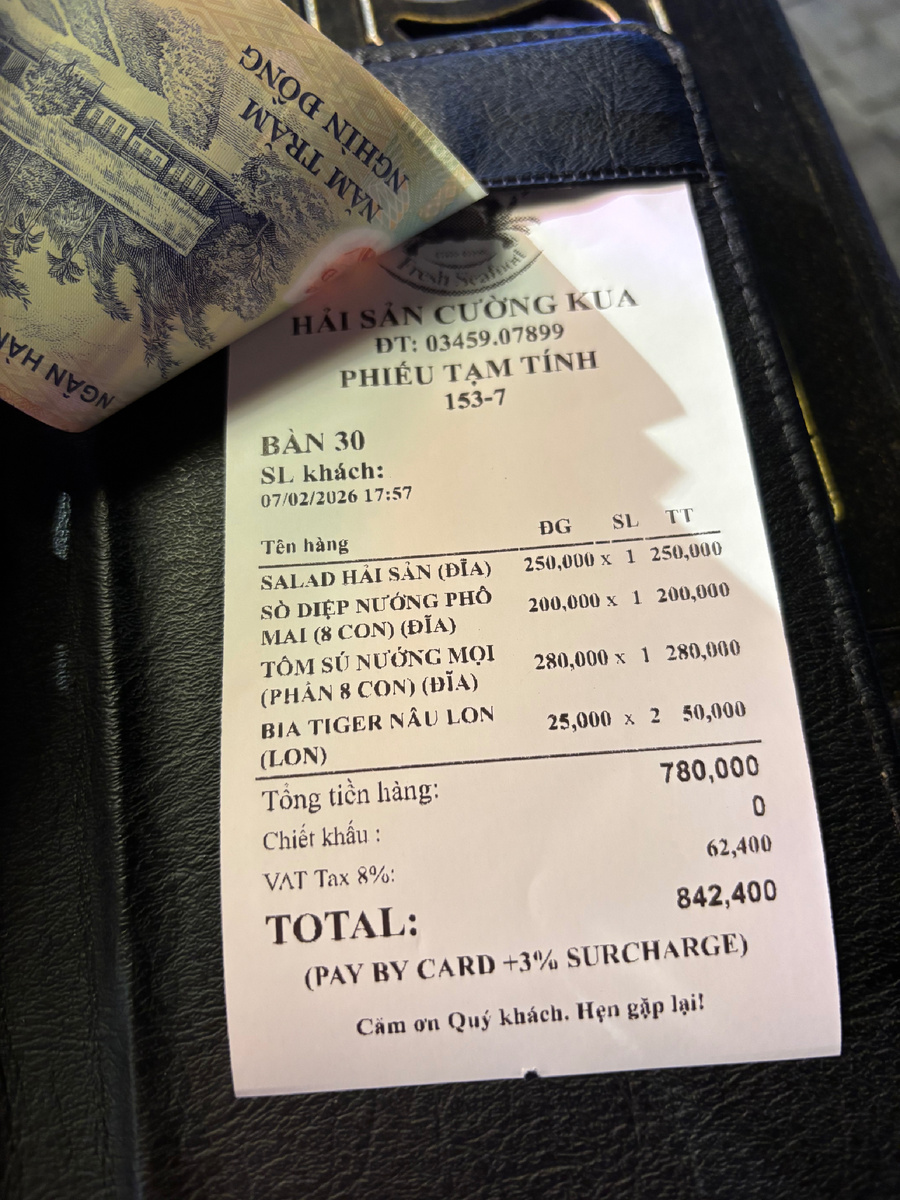 NĂM TRĂM
NGHÌN ĐỒNG
NGÂN HÀN
Fresh Seafood
HẢI SẢN CƯỜNG KUA
ĐT: 03459.07899
PHIẾU TẠM TÍNH
153-7
BÀN 30
SL khách:
07/02/2026 17:57
Tên hàng ĐG SL TT
SALAD HẢI SẢN (ĐĨA) 250,000 x 1 250,000
SÒ DIỆP NƯỚNG PHÔ 200,000 x 1 200,000
MAI (8 CON) (ĐĨA)
TÔM SÚ NƯỚNG MỌI 280,000 x 1 280,000
(PHẦN 8 CON) (ĐĨA)
BIA TIGER NÂU LON 25,000 x 2 50,000
(LON)
Tổng tiền hàng: 780,000
Chiết khấu : 0
VAT Tax 8%: 62,400
TOTAL: 842,400
(PAY BY CARD +3% SURCHARGE)
Cảm ơn Quý khách. Hẹn gặp lại!